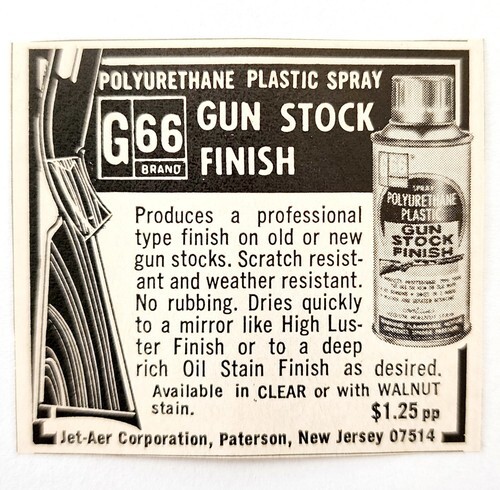 POLYURETHANE PLASTIC SPRAY
G66
BRAND
GUN STOCK
FINISH
Produces a professional
type finish on old or new
gun stocks. Scratch resist-
ant and weather resistant.
No rubbing. Dries quickly
to a mirror like High Lus-
ter Finish or to a deep
rich Oil Stain Finish as desired.
Available in CLEAR or with WALNUT
stain.
$1.25 pp
Jet-Aer Corporation, Paterson, New Jersey 07514
SPRAY
POLYURETHANE
PLASTIC
GUN
STOCK
FINISH